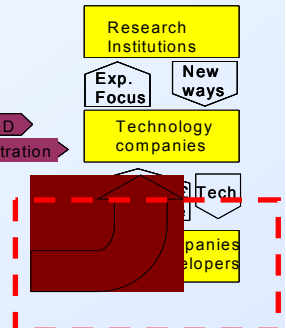 Research
Institutions
Exp.
Focus
New
ways
D
Technology
companies
tration
Tech
panies
elopers